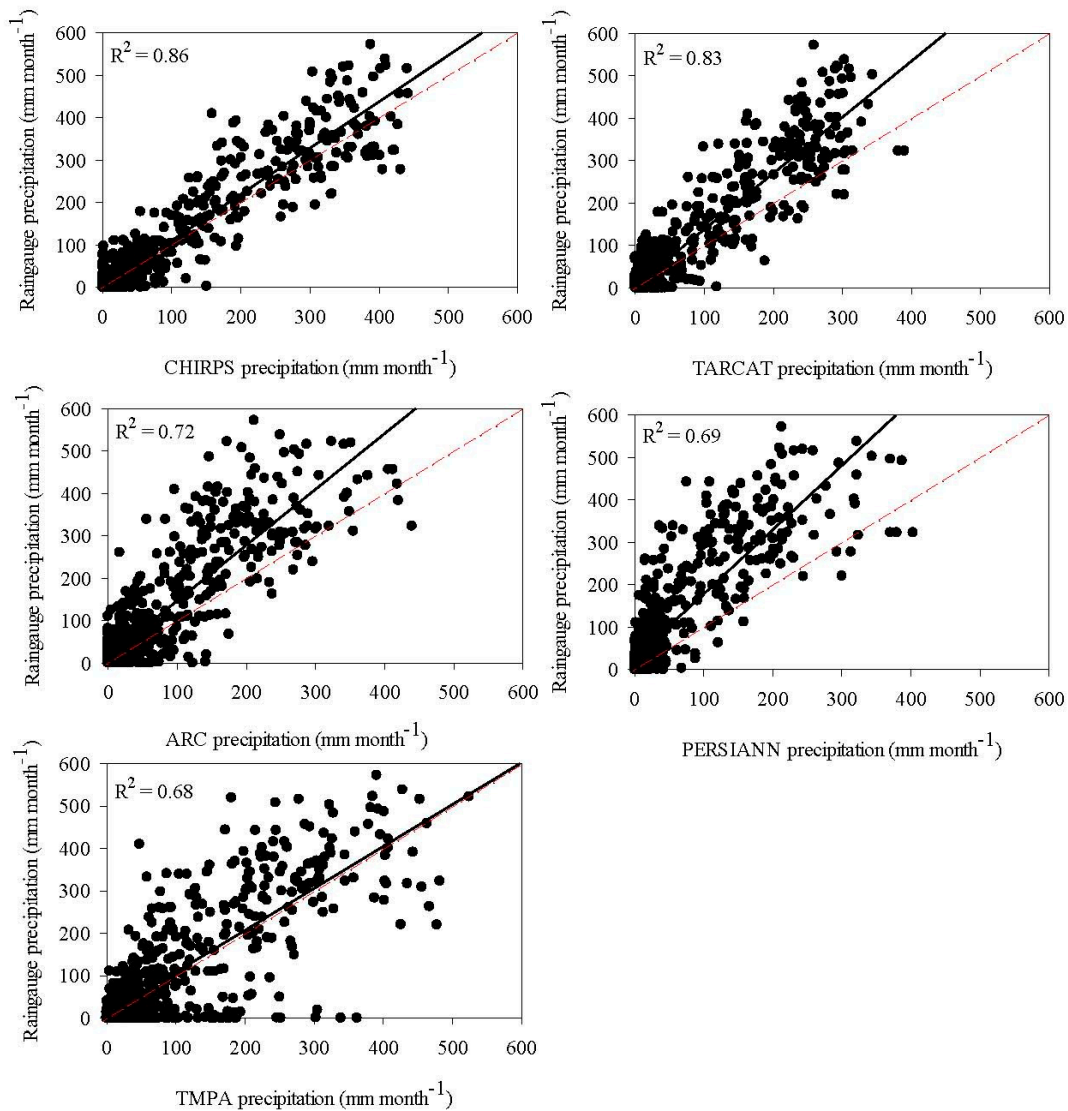 Raingauge precipitation (mm month⁻¹)
600
500
400
300
200
100
0
R² = 0.86
0 100 200 300 400 500 600
CHIRPS precipitation (mm month⁻¹)
Raingauge precipitation (mm month⁻¹)
600
500
400
300
200
100
0
R² = 0.83
0 100 200 300 400 500 600
TARCAT precipitation (mm month⁻¹)
Raingauge precipitation (mm month⁻¹)
600
500
400
300
200
100
0
R² = 0.72
0 100 200 300 400 500 600
ARC precipitation (mm month⁻¹)
Raingauge precipitation (mm month⁻¹)
600
500
400
300
200
100
0
R² = 0.69
0 100 200 300 400 500 600
PERSIANN precipitation (mm month⁻¹)
Raingauge precipitation (mm month⁻¹)
600
500
400
300
200
100
0
R² = 0.68
0 100 200 300 400 500 600
TMPA precipitation (mm month⁻¹)